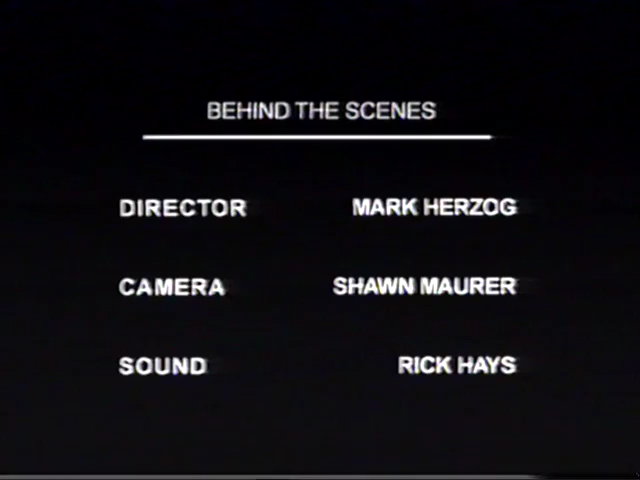 BEHIND THE SCENES
DIRECTOR MARK HERZOG
CAMERA SHAWN MAURER
SOUND RICK HAYS